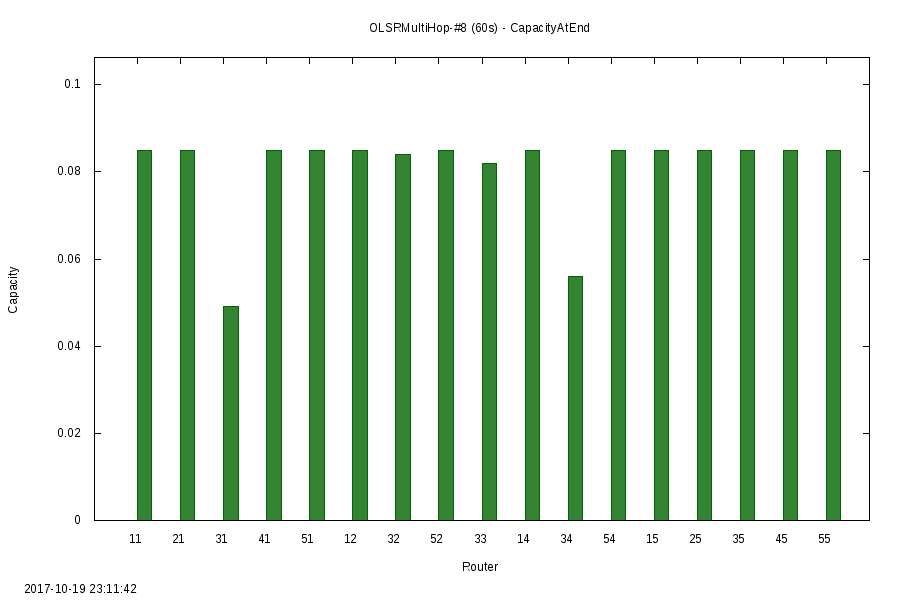 OLSRMultiHop-#8 (60s) - CapacityAtEnd
0.1
0.08
0.06
0.04
0.02
0
Capacity
11 21 31 41 51 12 32 52 33 14 34 54 15 25 35 45 55
Router
2017-10-19 23:11:42